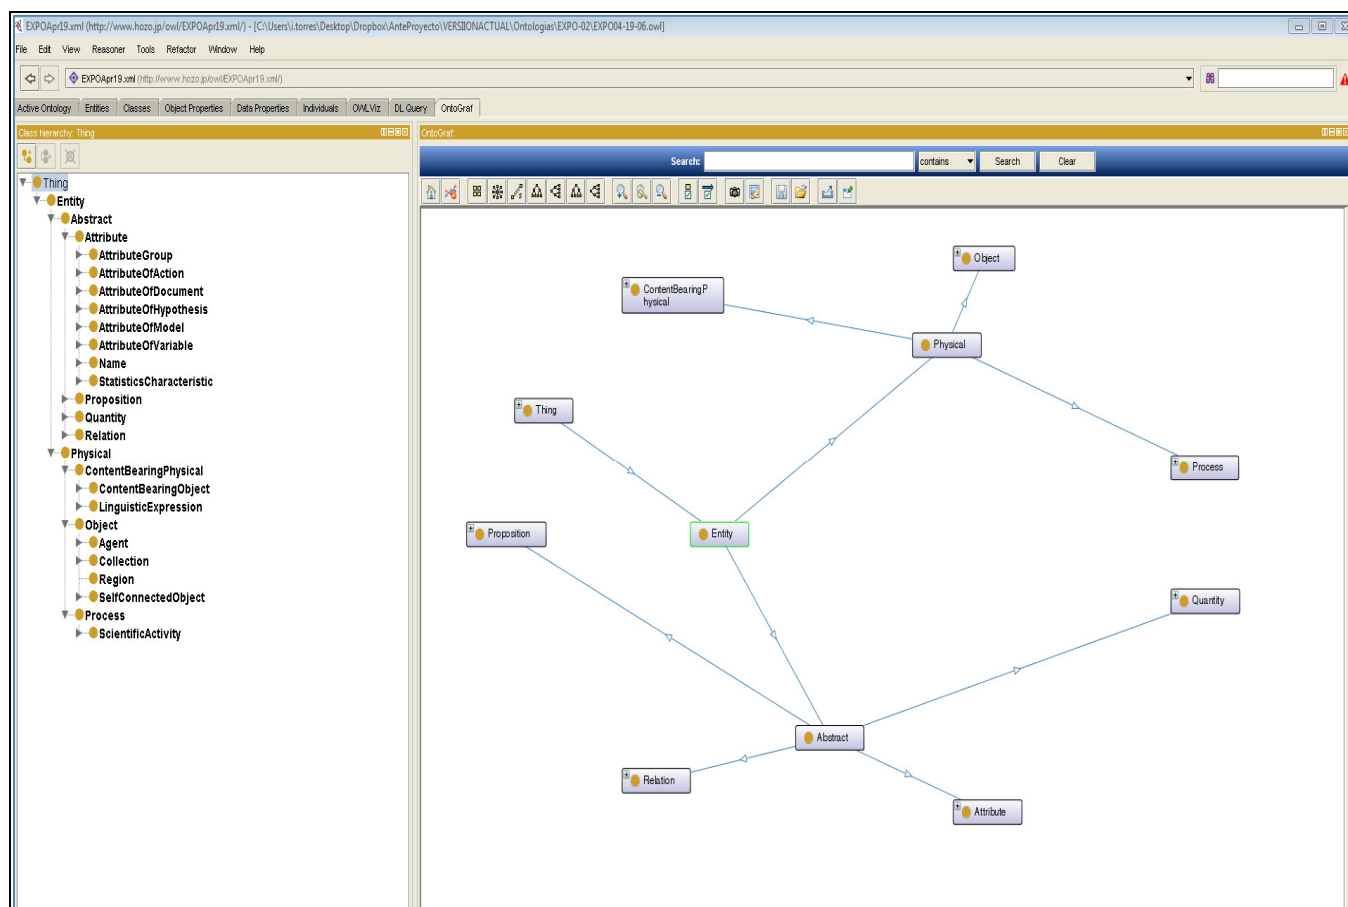 EXPOApr19.xml (http://www.hozo.jp/owl/EXPOApr19.xml/) - [C:\Users\i.torres\Desktop\Dropbox\AnteProyecto\VERSIIONACTUAL\Ontologias\EXPO-02\EXPO04-19-06.owl]
File Edit View Reasoner Tools Refactor Window Help
EXPOApr19.xml (http://www.hozo.jp/owl/EXPOApr19.xml/)
Active Ontology Entities Classes Object Properties Data Properties Individuals OWLViz DL Query OntoGraf
Class hierarchy: Thing
Thing
Entity
Abstract
Attribute
AttributeGroup
AttributeOfAction
AttributeOfDocument
AttributeOfHypothesis
AttributeOfModel
AttributeOfVariable
Name
StatisticsCharacteristic
Proposition
Quantity
Relation
Physical
ContentBearingPhysical
ContentBearingObject
LinguisticExpression
Object
Agent
Collection
Region
SelfConnectedObject
Process
ScientificActivity
OntoGraf:
Search: contains Search Clear
Object
ContentBearingP
hysical
Physical
Thing
Process
Proposition
Entity
Quantity
Abstract
Relation
Attribute